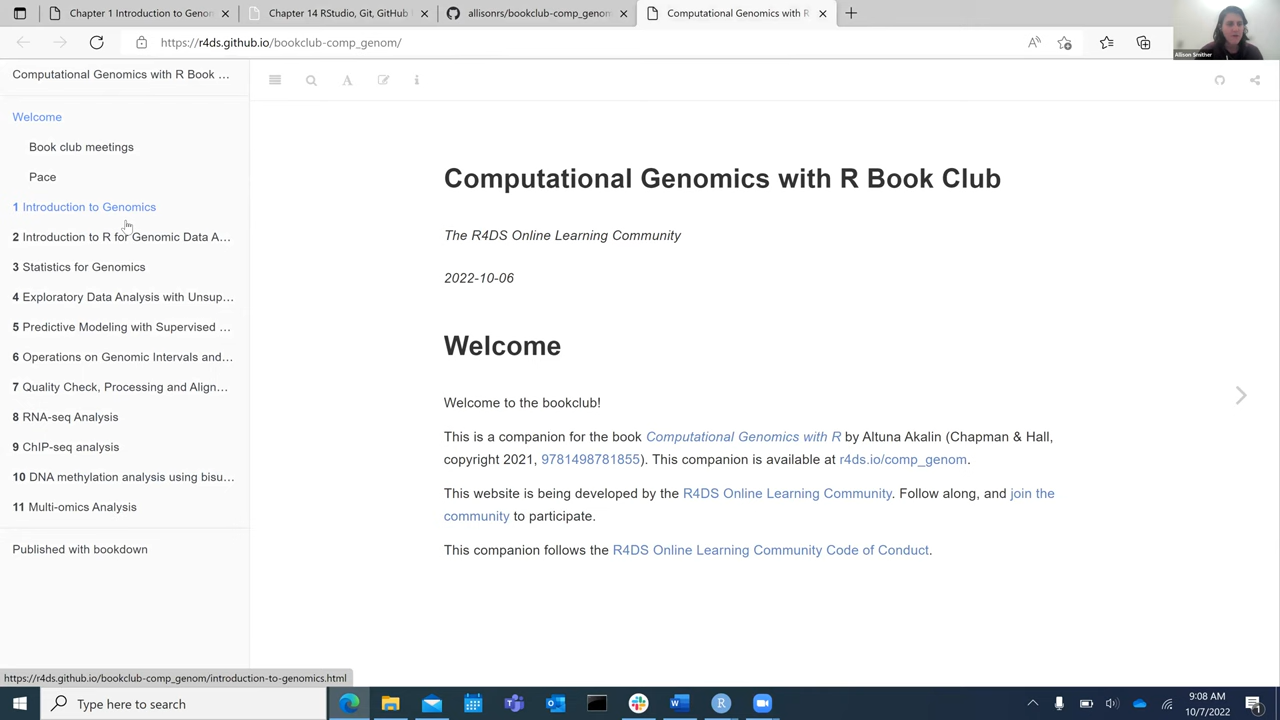 Chapter 1 Introduction to Genon
Chapter 14 RStudio, Git, GitHub
allisonrs/bookclub-comp_genom
Computational Genomics with R
https://r4ds.github.io/bookclub-comp_genom/
Allison Smither
Computational Genomics with R Book ...
Welcome
Book club meetings
Pace
1 Introduction to Genomics
2 Introduction to R for Genomic Data A...
3 Statistics for Genomics
4 Exploratory Data Analysis with Unsup...
5 Predictive Modeling with Supervised ...
6 Operations on Genomic Intervals and...
7 Quality Check, Processing and Align...
8 RNA-seq Analysis
9 ChIP-seq analysis
10 DNA methylation analysis using bisu...
11 Multi-omics Analysis
Published with bookdown
Computational Genomics with R Book Club
The R4DS Online Learning Community
2022-10-06
Welcome
Welcome to the bookclub!
This is a companion for the book Computational Genomics with R by Altuna Akalin (Chapman & Hall,
copyright 2021, 9781498781855). This companion is available at r4ds.io/comp_genom.
This website is being developed by the R4DS Online Learning Community. Follow along, and join the
community to participate.
This companion follows the R4DS Online Learning Community Code of Conduct.
https://r4ds.github.io/bookclub-comp_genom/introduction-to-genomics.html
Type here to search
9:08 AM
10/7/2022
1